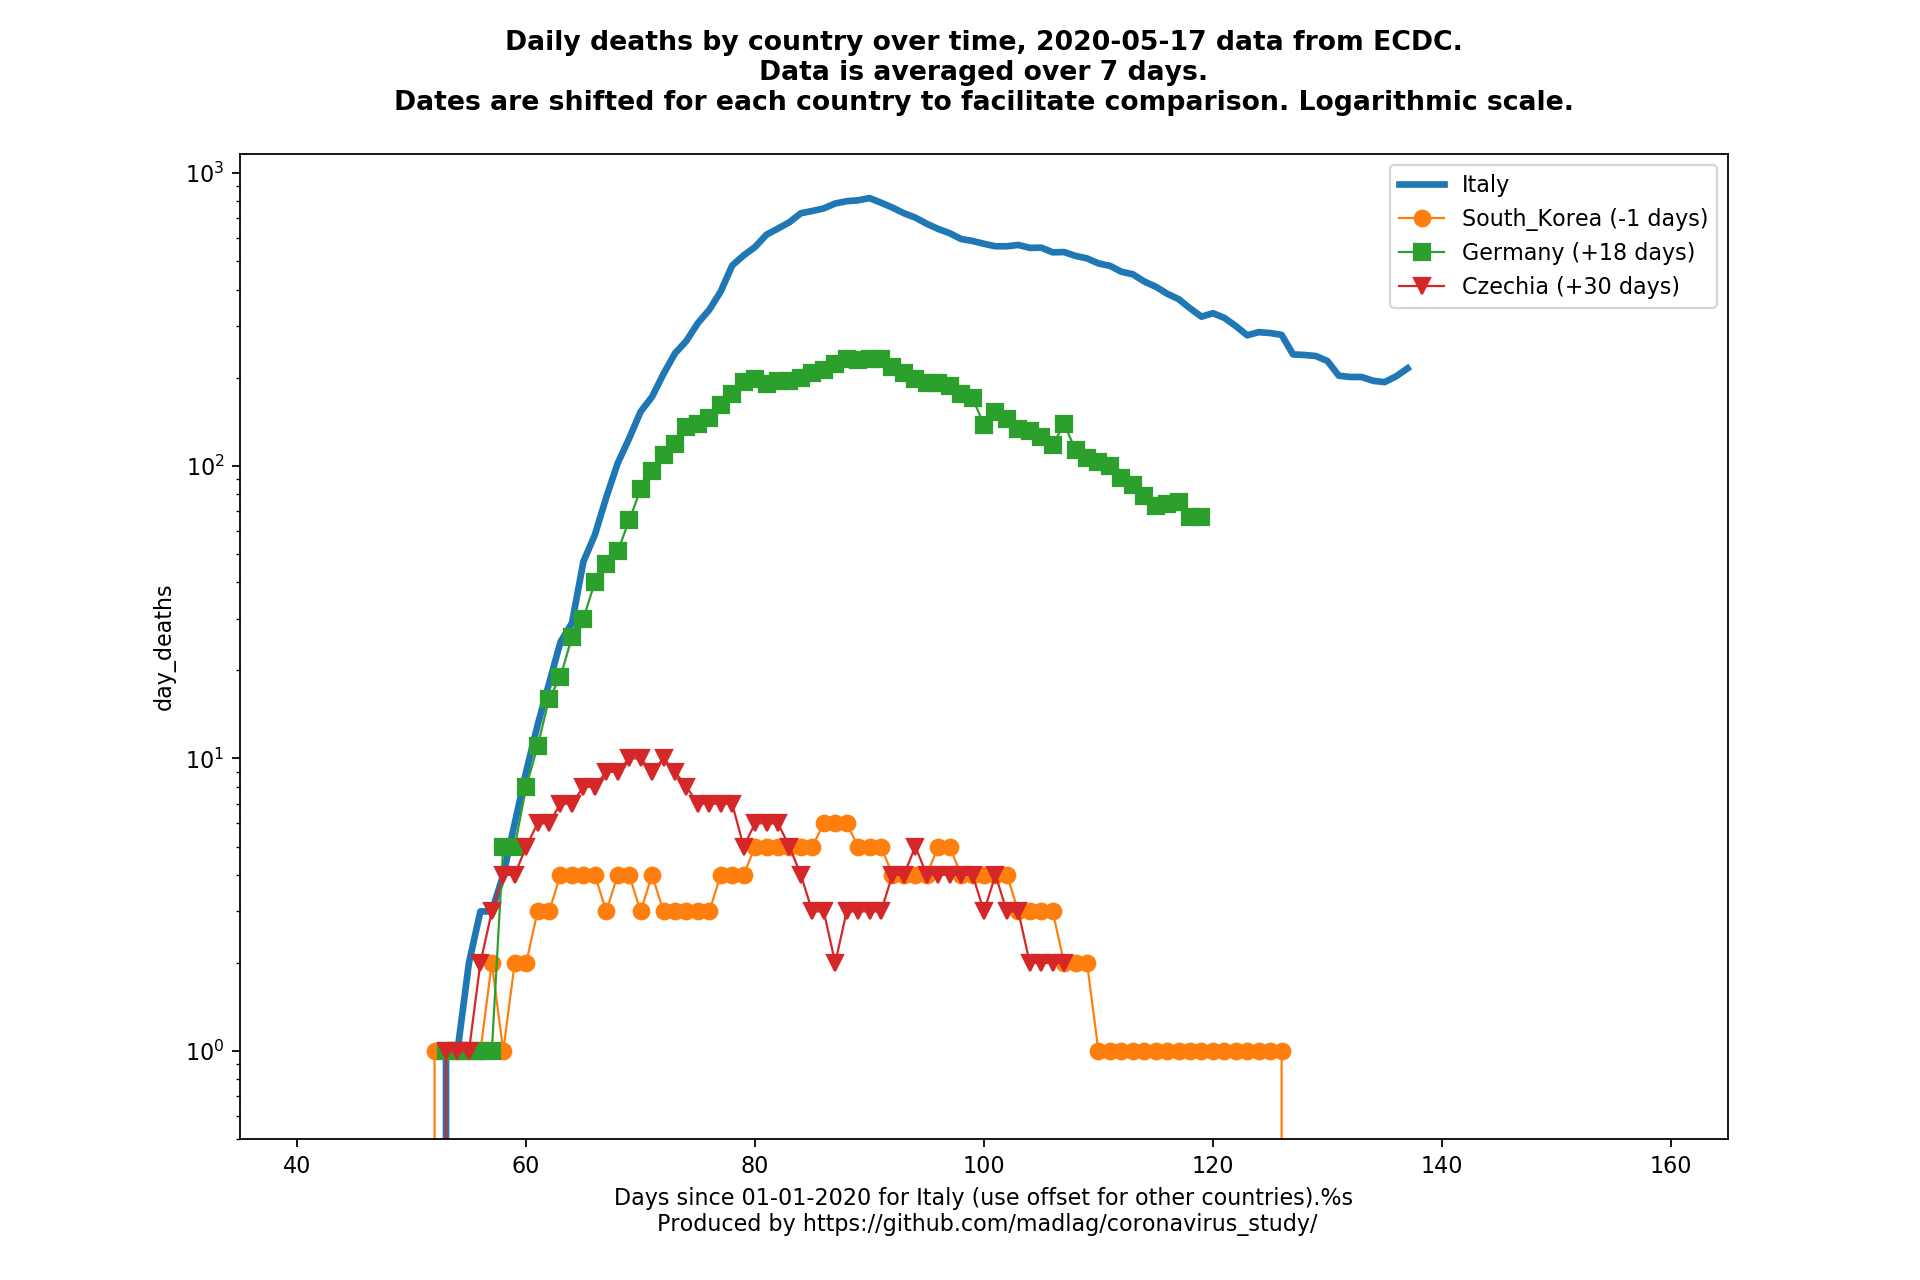 Daily deaths by country over time, 2020-05-17 data from ECDC.
Data is averaged over 7 days.
Dates are shifted for each country to facilitate comparison. Logarithmic scale.
Italy
South_Korea (-1 days)
Germany (+18 days)
Czechia (+30 days)
10³
10²
10¹
10⁰
day_deaths
40 60 80 100 120 140 160
Days since 01-01-2020 for Italy (use offset for other countries).%s
Produced by https://github.com/madlag/coronavirus_study/